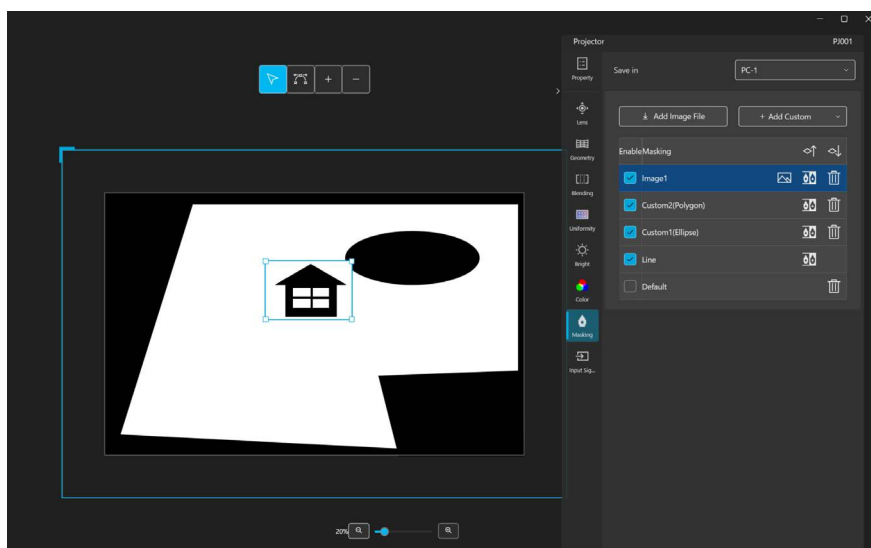 Projector PJ001
Property
Save in PC-1
Lens
Add Image File + Add Custom
Geometry
Enable Masking
Blending
Image1
Custom2(Polygon)
Uniformity
Custom1(Ellipse)
Bright
Line
Color
Default
Masking
Input Sig...
20%